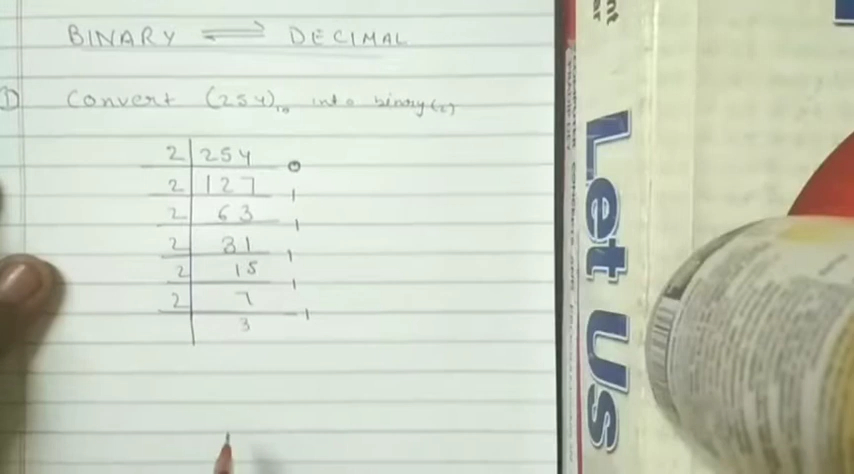 BINARY ⇌ DECIMAL
1) Convert (254)₁₀ into binary(2)
2 254 0
2 127 1
2 63 1
2 31 1
2 15 1
2 7 1
3
Let Us